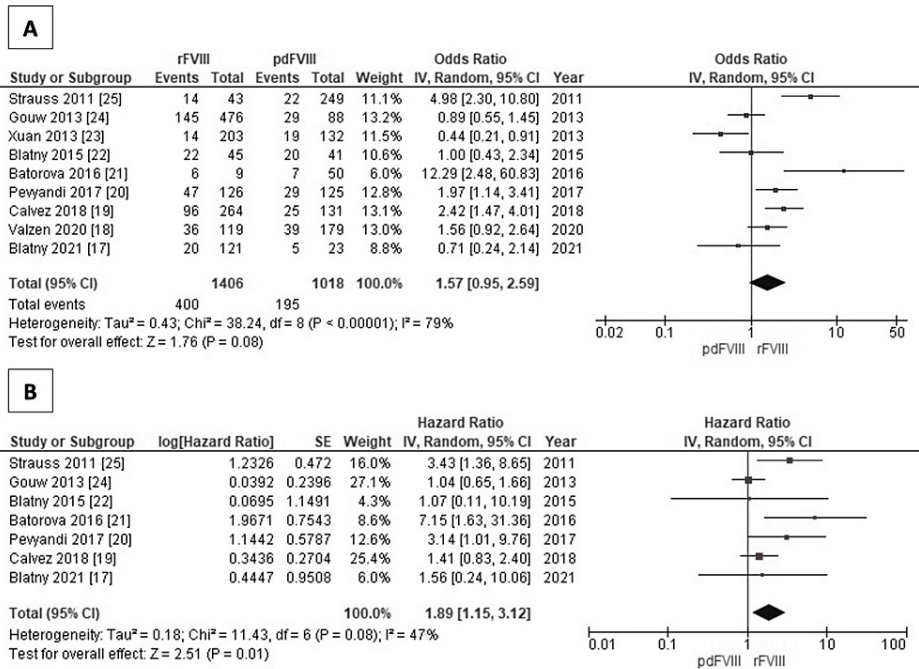 A
rFVIII pdFVIII Odds Ratio Odds Ratio
Study or Subgroup Events Total Events Total Weight IV, Random, 95% CI Year IV, Random, 95% CI
Strauss 2011 [25] 14 43 22 249 11.1% 4.98 [2.30, 10.80] 2011
Gouw 2013 [24] 145 476 29 88 13.2% 0.89 [0.55, 1.45] 2013
Xuan 2013 [23] 14 203 19 132 11.4% 0.44 [0.21, 0.91] 2013
Blatny 2015 [22] 22 45 20 41 10.6% 1.00 [0.43, 2.34] 2015
Batorova 2016 [21] 6 9 7 50 6.0% 12.29 [2.48, 60.83] 2016
Peyvandi 2017 [20] 47 126 29 125 12.8% 1.97 [1.14, 3.41] 2017
Calvez 2018 [19] 96 264 25 131 13.1% 2.42 [1.47, 4.01] 2018
Valzen 2020 [18] 36 119 39 179 12.9% 1.56 [0.92, 2.64] 2020
Blatny 2021 [17] 20 121 5 23 8.8% 0.71 [0.24, 2.14] 2021
Total (95% CI) 1406 1018 100.0% 1.57 [0.95, 2.59]
Total events 400 195
Heterogeneity: Tau² = 0.43; Chi² = 38.24, df = 8 (P < 0.00001); I² = 79%
Test for overall effect: Z = 1.76 (P = 0.08)
0.02 0.1 1 10 50
pdFVIII rFVIII
B
Hazard Ratio Hazard Ratio
Study or Subgroup log[Hazard Ratio] SE Weight IV, Random, 95% CI Year IV, Random, 95% CI
Strauss 2011 [25] 1.2326 0.472 16.0% 3.43 [1.36, 8.65] 2011
Gouw 2013 [24] 0.0392 0.2396 27.1% 1.04 [0.65, 1.66] 2013
Blatny 2015 [22] 0.0695 1.1491 4.3% 1.07 [0.11, 10.19] 2015
Batorova 2016 [21] 1.9671 0.7543 8.6% 7.15 [1.63, 31.36] 2016
Peyvandi 2017 [20] 1.1442 0.5787 12.6% 3.14 [1.01, 9.76] 2017
Calvez 2018 [19] 0.3436 0.2704 25.4% 1.41 [0.83, 2.40] 2018
Blatny 2021 [17] 0.4447 0.9508 6.0% 1.56 [0.24, 10.06] 2021
Total (95% CI) 100.0% 1.89 [1.15, 3.12]
Heterogeneity: Tau² = 0.18; Chi² = 11.43, df = 6 (P = 0.08); I² = 47%
Test for overall effect: Z = 2.51 (P = 0.01)
0.01 0.1 1 10 100
pdFVIII rFVIII